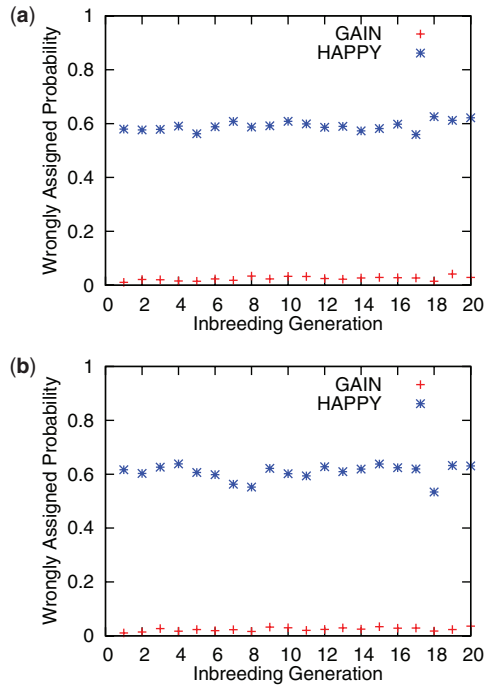 (a)
1
0.8
0.6
0.4
0.2
0
Wrongly Assigned Probability
GAIN
HAPPY
0 2 4 6 8 10 12 14 16 18 20
Inbreeding Generation
(b)
1
0.8
0.6
0.4
0.2
0
Wrongly Assigned Probability
GAIN
HAPPY
0 2 4 6 8 10 12 14 16 18 20
Inbreeding Generation